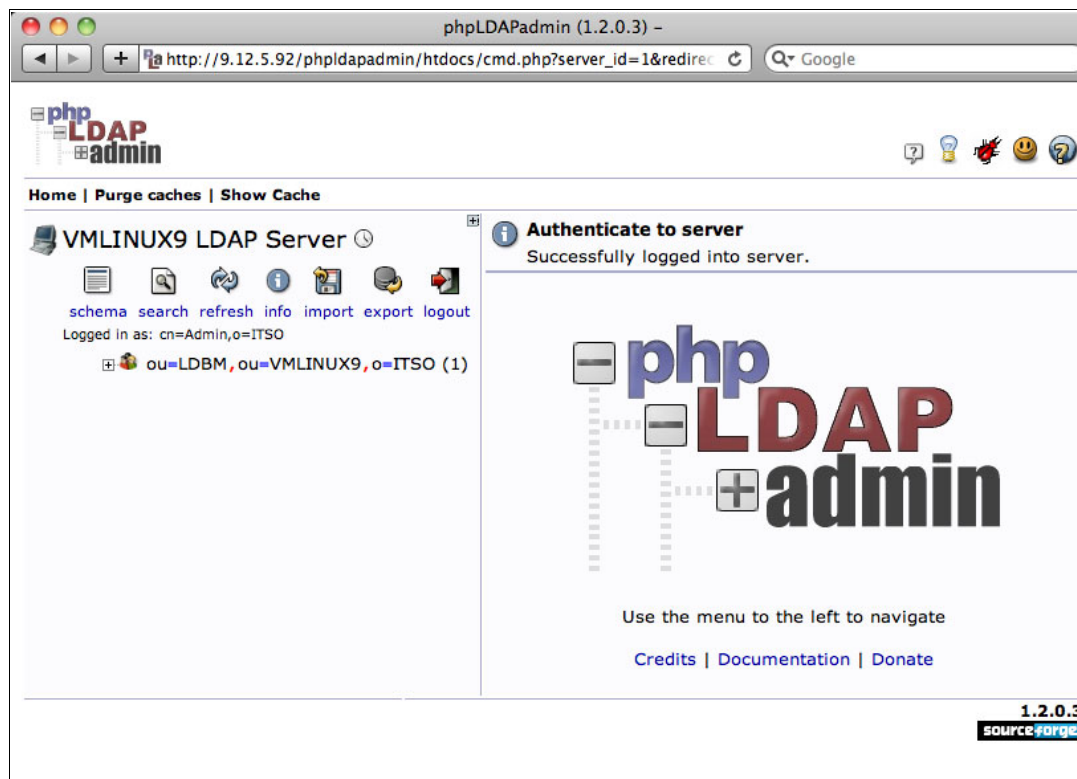 phpLDAPadmin (1.2.0.3) –
http://9.12.5.92/phpldapadmin/htdocs/cmd.php?server_id=1&redirec
Google
php
LDAP
admin
Home | Purge caches | Show Cache
VMLINUX9 LDAP Server
schema search refresh info import export logout
Logged in as: cn=Admin,o=ITSO
ou=LDBM,ou=VMLINUX9,o=ITSO (1)
Authenticate to server
Successfully logged into server.
php
LDAP
admin
Use the menu to the left to navigate
Credits | Documentation | Donate
1.2.0.3
sourceforge